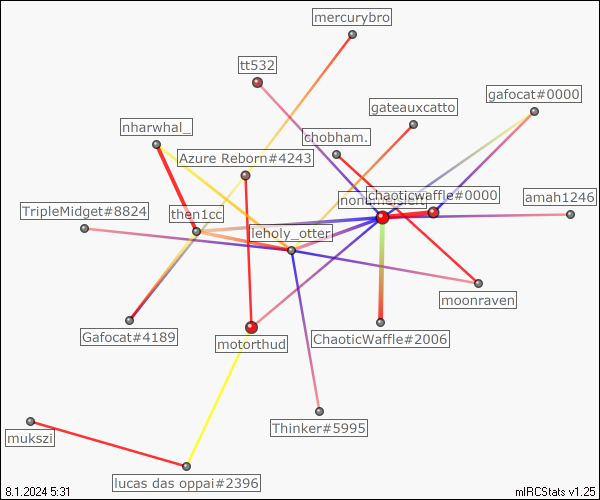 mercurybro
tt532
gafocat#0000
gateauxcatto
nharwhal_
chobham.
Azure Reborn#4243
chaoticwaffle#0000
amah1246
TripleMidget#8824
then1cc
leholy_otter
moonraven
Gafocat#4189
motorthud
ChaoticWaffle#2006
Thinker#5995
mukszi
lucas das oppai#2396
8.1.2024 5:31
mIRCStats v1.25